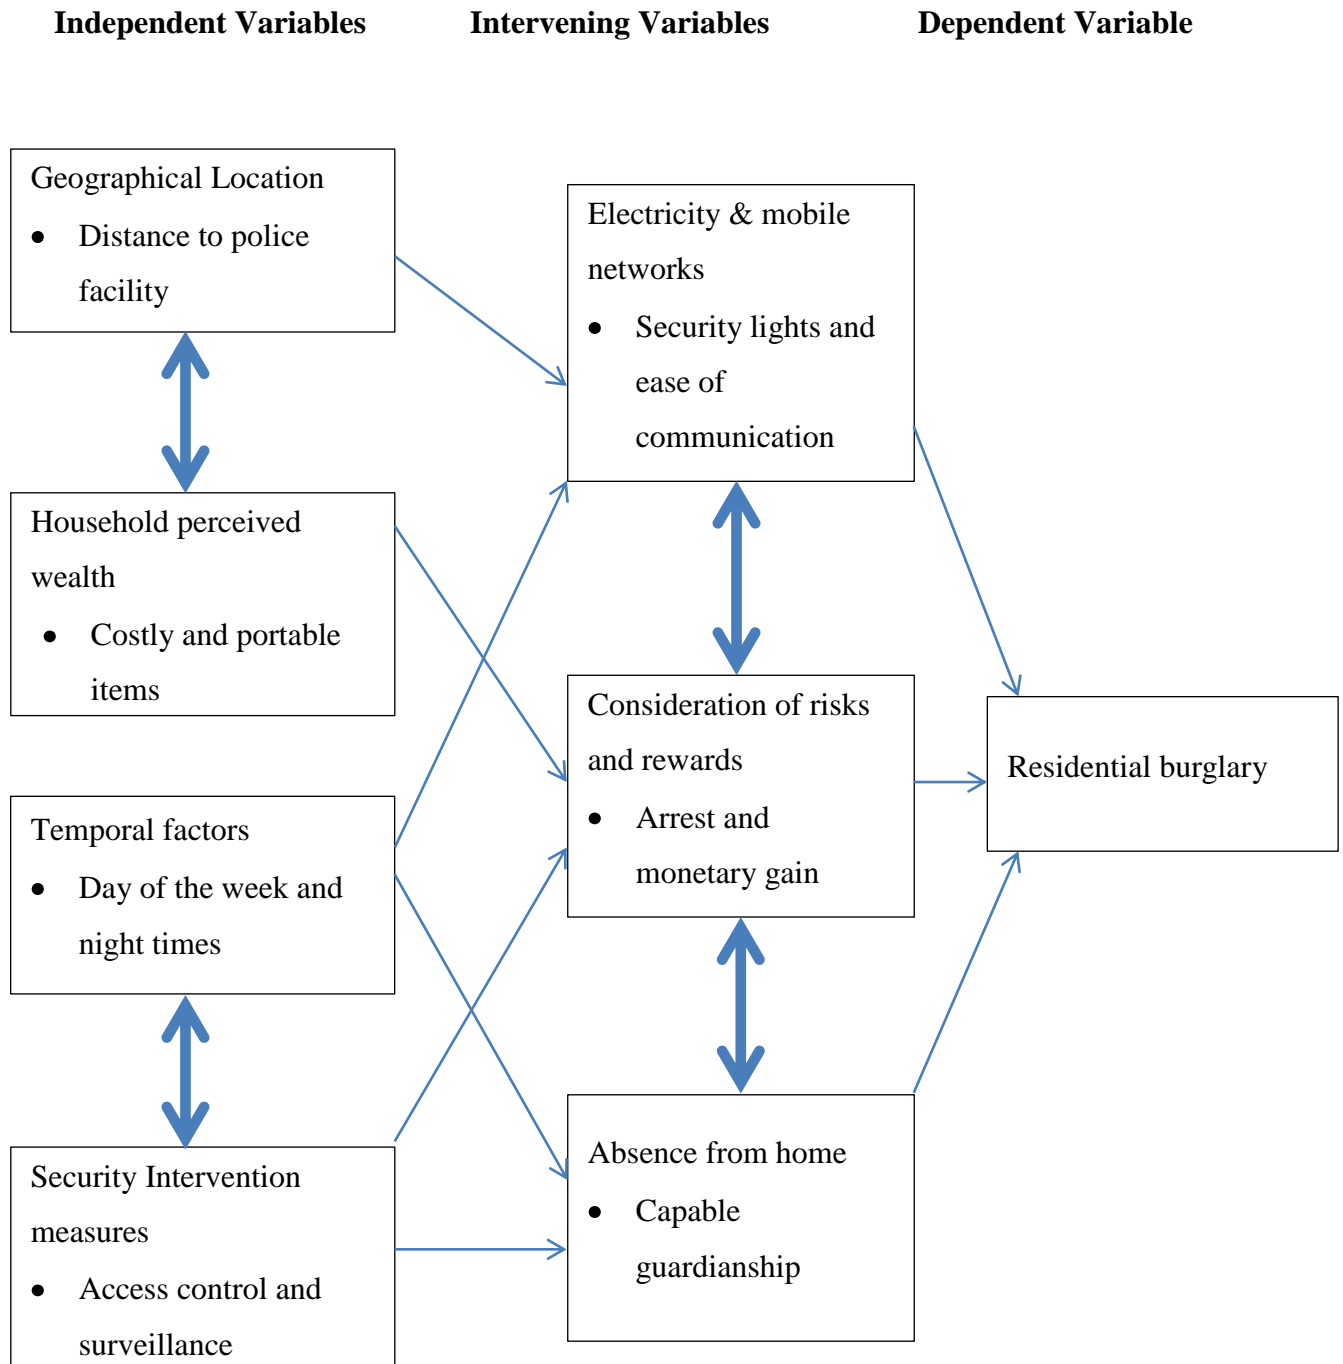 Independent Variables
Intervening Variables
Dependent Variable
Geographical Location
• Distance to police
facility
Household perceived
wealth
• Costly and portable
items
Temporal factors
• Day of the week and
night times
Security Intervention
measures
• Access control and
surveillance
Electricity & mobile
networks
• Security lights and
ease of
communication
Consideration of risks
and rewards
• Arrest and
monetary gain
Absence from home
• Capable
guardianship
Residential burglary